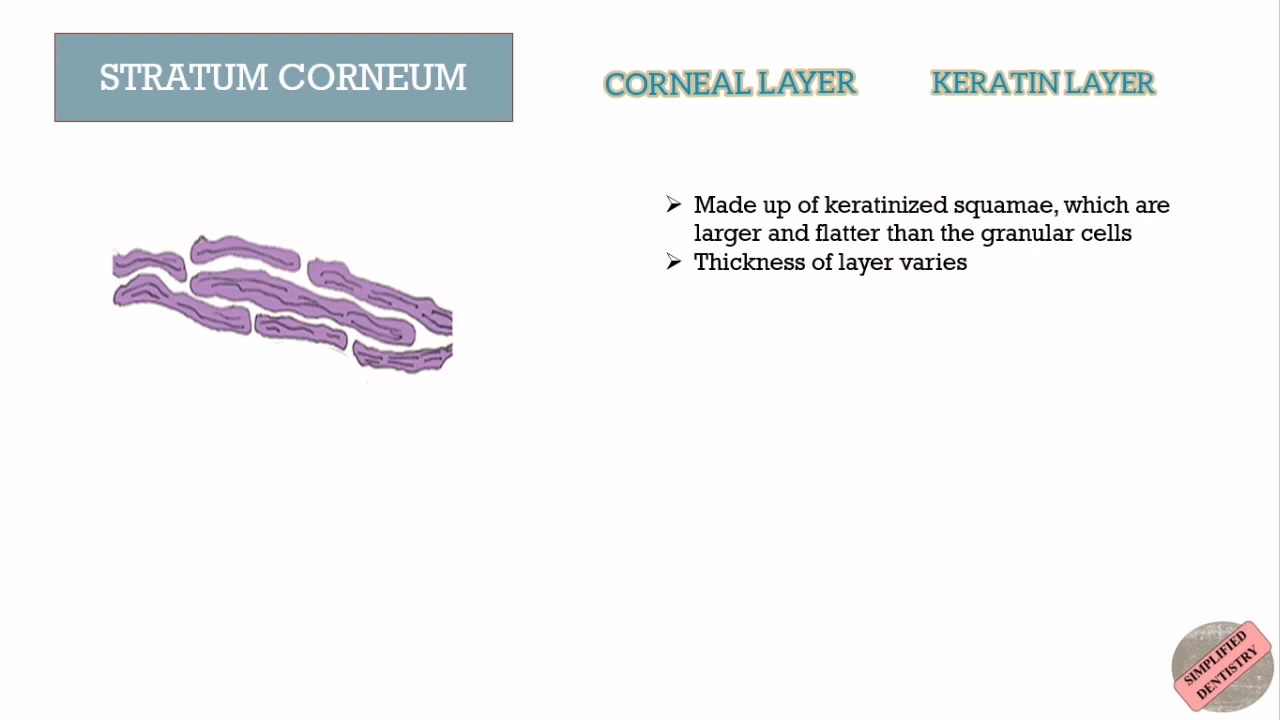 STRATUM CORNEUM
CORNEAL LAYER
KERATIN LAYER
➢ Made up of keratinized squamae, which are
larger and flatter than the granular cells
➢ Thickness of layer varies
SIMPLIFIED
DENTISTRY